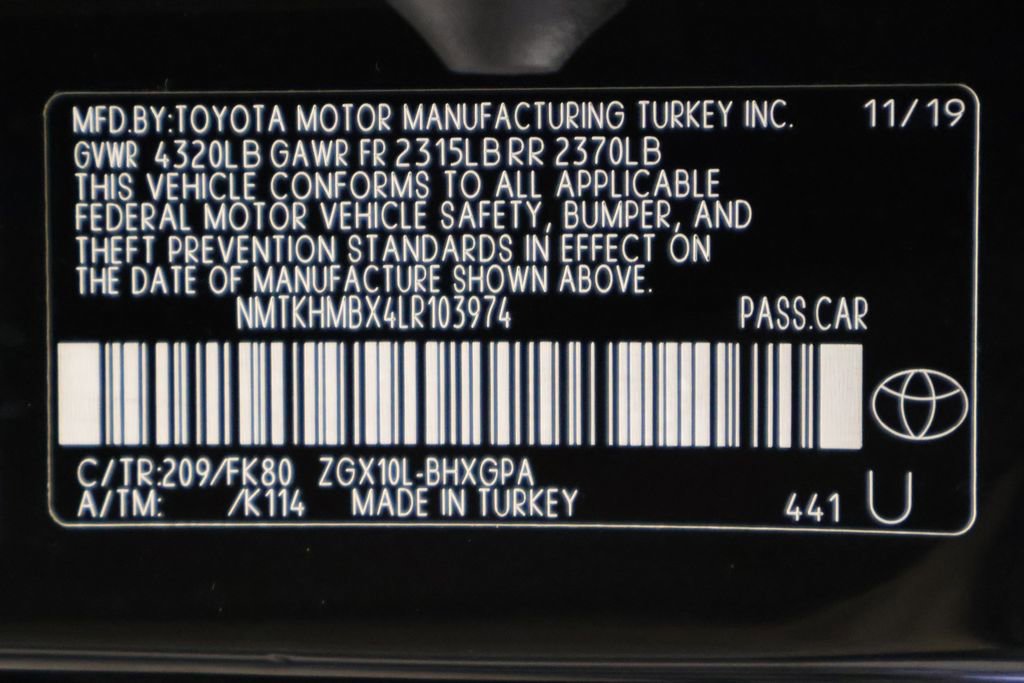 MFD.BY:TOYOTA MOTOR MANUFACTURING TURKEY INC. 11/19
GVWR 4320LB GAWR FR 2315LB RR 2370LB
THIS VEHICLE CONFORMS TO ALL APPLICABLE
FEDERAL MOTOR VEHICLE SAFETY, BUMPER, AND
THEFT PREVENTION STANDARDS IN EFFECT ON
THE DATE OF MANUFACTURE SHOWN ABOVE.
NMTKHMBX4LR103974 PASS.CAR
C/TR:209/FK80 ZGX10L-BHXGPA
A/TM: /K114 MADE IN TURKEY 441 U